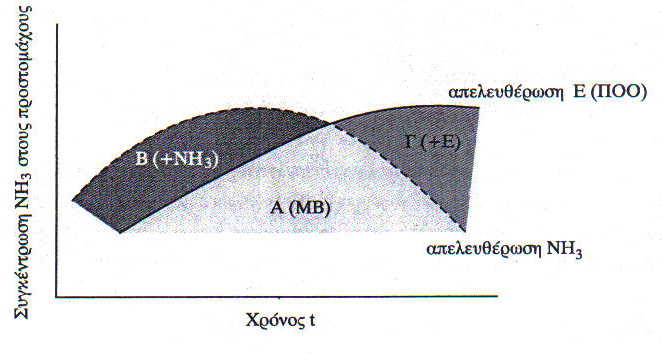 Συγκέντρωση NH3 στους προστομάχους
απελευθέρωση Ε (ΠΟΟ)
Β (+NH3)
Γ (+Ε)
Α (ΜΒ)
απελευθέρωση NH3
Χρόνος t